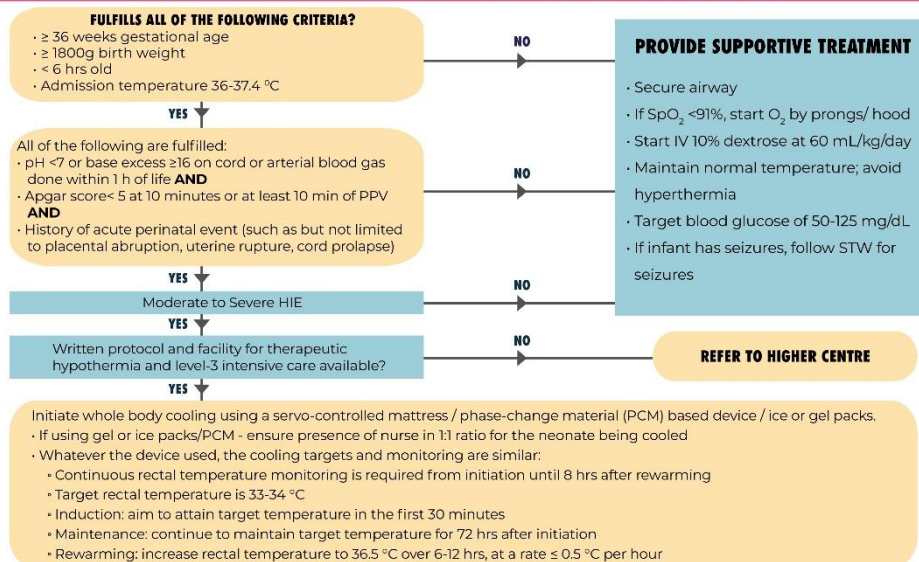 FULFILLS ALL OF THE FOLLOWING CRITERIA?
· ≥ 36 weeks gestational age
· ≥ 1800g birth weight
· < 6 hrs old
· Admission temperature 36-37.4 °C
NO
YES
All of the following are fulfilled:
· pH <7 or base excess ≥16 on cord or arterial blood gas
done within 1 h of life AND
· Apgar score< 5 at 10 minutes or at least 10 min of PPV
AND
· History of acute perinatal event (such as but not limited
to placental abruption, uterine rupture, cord prolapse)
NO
YES
Moderate to Severe HIE
NO
YES
PROVIDE SUPPORTIVE TREATMENT
· Secure airway
· If SpO₂ <91%, start O₂ by prongs/ hood
· Start IV 10% dextrose at 60 mL/kg/day
· Maintain normal temperature; avoid
hyperthermia
· Target blood glucose of 50-125 mg/dL
· If infant has seizures, follow STW for
seizures
Written protocol and facility for therapeutic
hypothermia and level-3 intensive care available?
NO
REFER TO HIGHER CENTRE
YES
Initiate whole body cooling using a servo-controlled mattress / phase-change material (PCM) based device / ice or gel packs.
· If using gel or ice packs/PCM - ensure presence of nurse in 1:1 ratio for the neonate being cooled
· Whatever the device used, the cooling targets and monitoring are similar:
◦ Continuous rectal temperature monitoring is required from initiation until 8 hrs after rewarming
◦ Target rectal temperature is 33-34 °C
◦ Induction: aim to attain target temperature in the first 30 minutes
◦ Maintenance: continue to maintain target temperature for 72 hrs after initiation
◦ Rewarming: increase rectal temperature to 36.5 °C over 6-12 hrs, at a rate ≤ 0.5 °C per hour